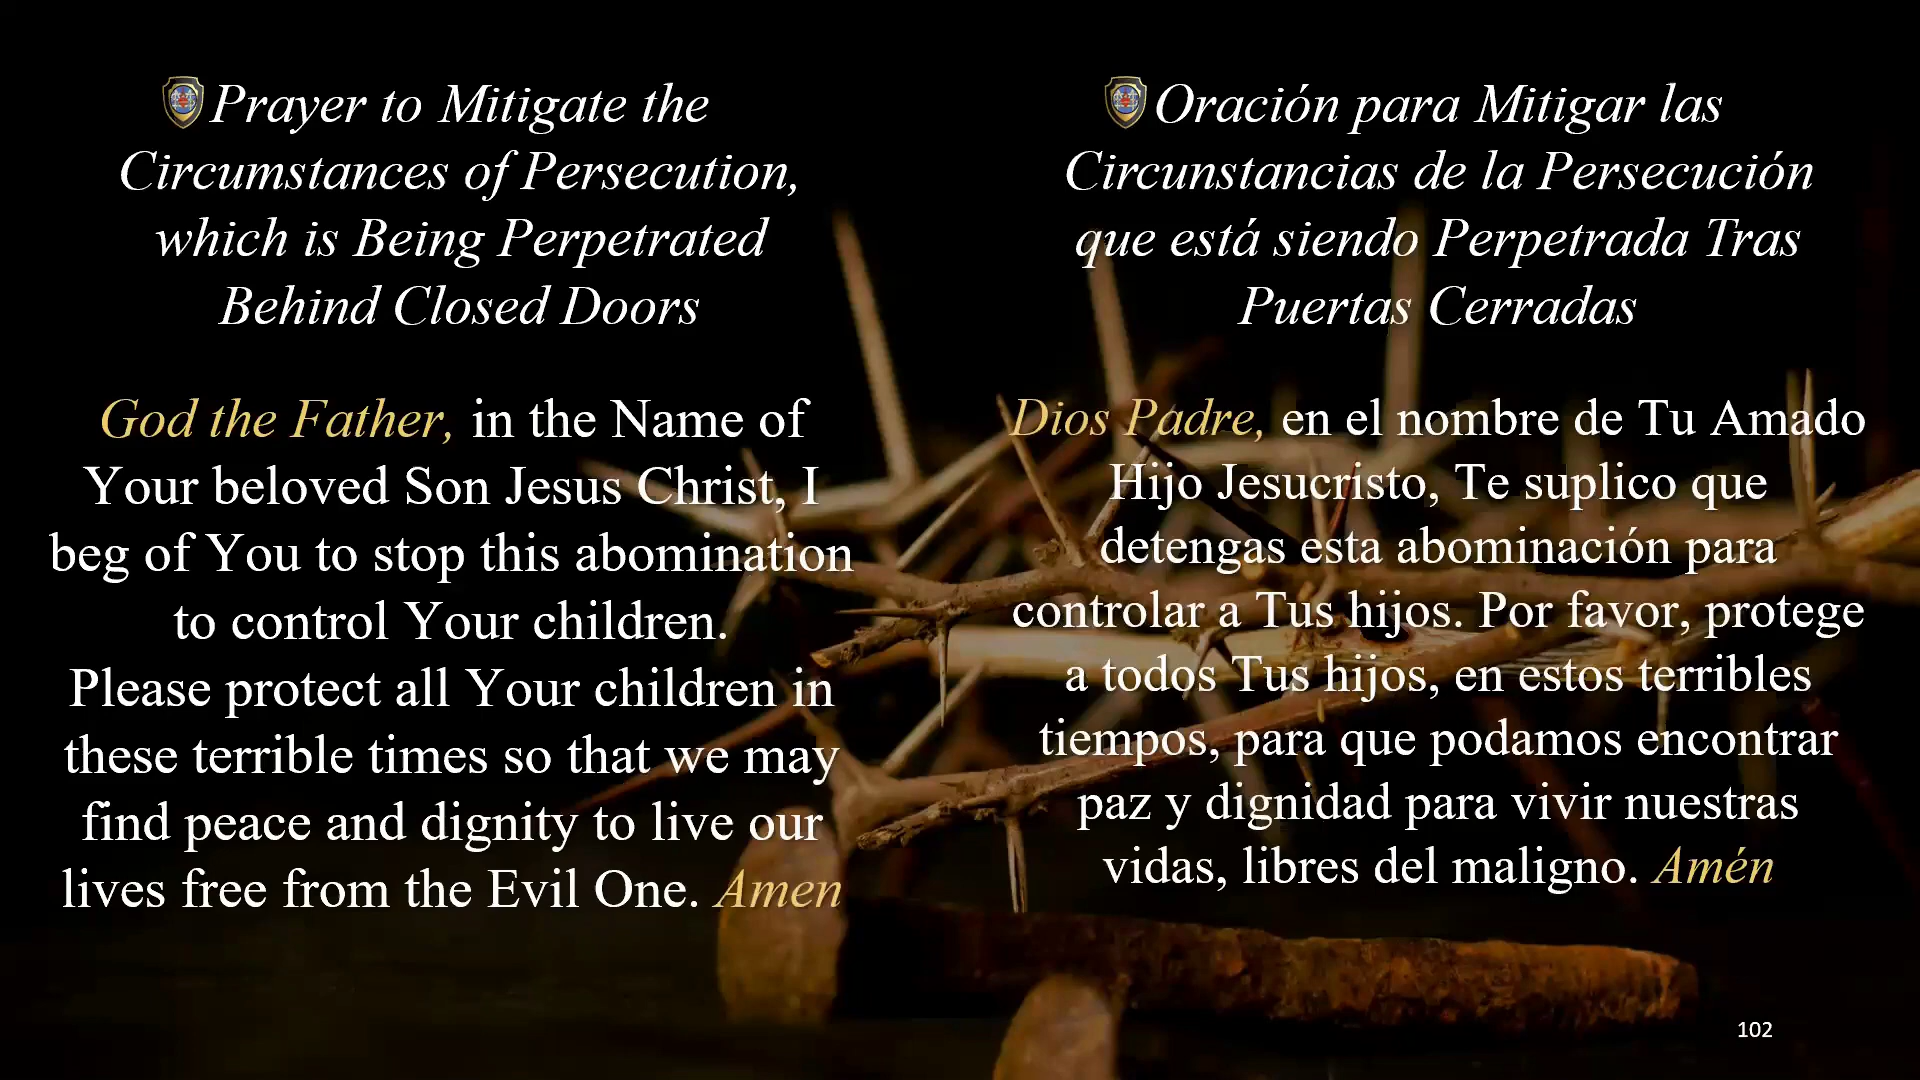 Prayer to Mitigate the
Circumstances of Persecution,
which is Being Perpetrated
Behind Closed Doors
God the Father, in the Name of
Your beloved Son Jesus Christ, I
beg of You to stop this abomination
to control Your children.
Please protect all Your children in
these terrible times so that we may
find peace and dignity to live our
lives free from the Evil One. Amen
Oración para Mitigar las
Circunstancias de la Persecución
que está siendo Perpetrada Tras
Puertas Cerradas
Dios Padre, en el nombre de Tu Amado
Hijo Jesucristo, Te suplico que
detengas esta abominación para
controlar a Tus hijos. Por favor, protege
a todos Tus hijos, en estos terribles
tiempos, para que podamos encontrar
paz y dignidad para vivir nuestras
vidas, libres del maligno. Amén
102